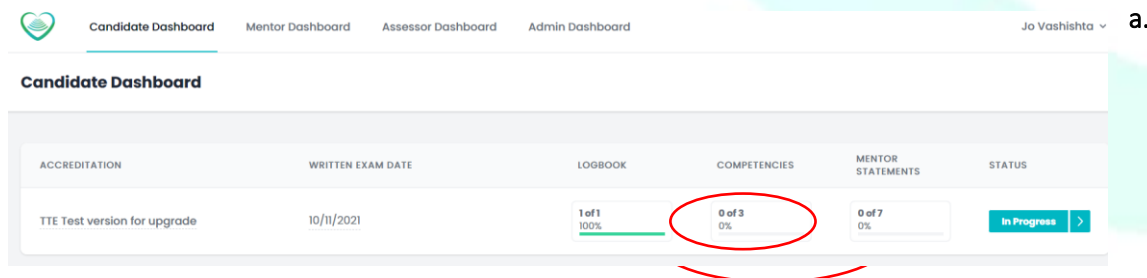 Candidate Dashboard Mentor Dashboard Assessor Dashboard Admin Dashboard Jo Vashishta a.
Candidate Dashboard
ACCREDITATION WRITTEN EXAM DATE LOGBOOK COMPETENCIES MENTOR STATEMENTS STATUS
TTE Test version for upgrade 10/11/2021 1 of 1 0 of 3 0 of 7 In Progress
100% 0% 0%